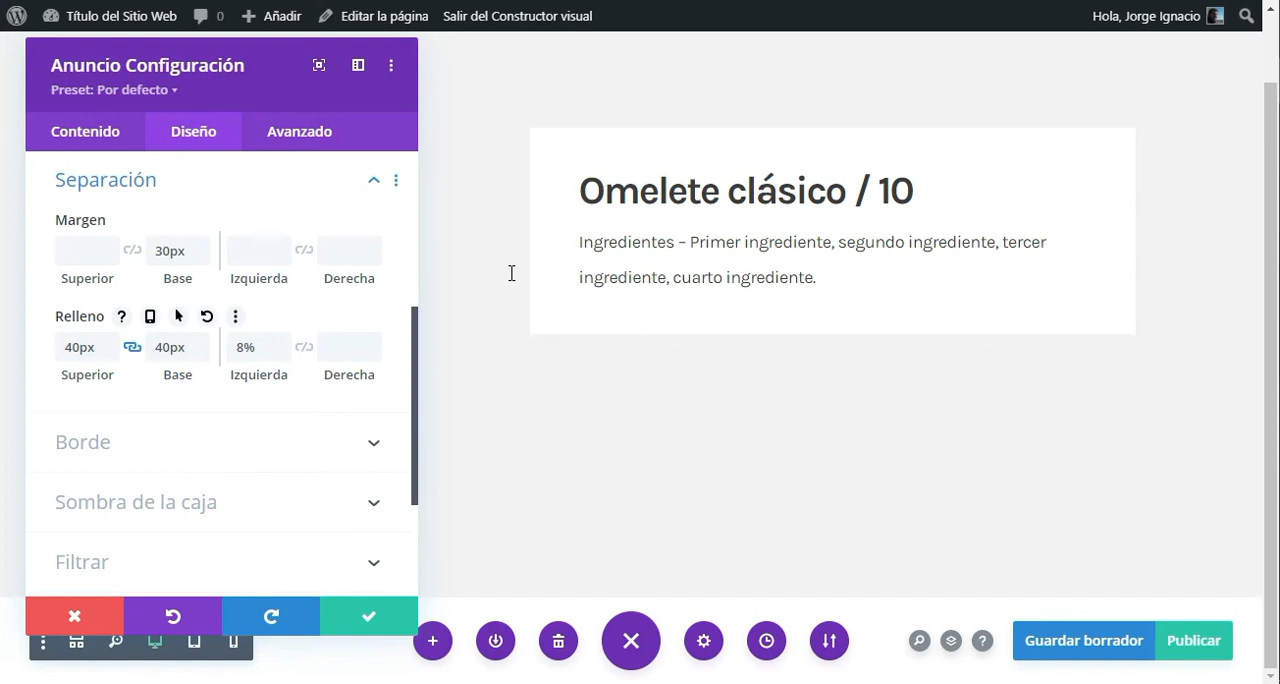 Título del Sitio Web 0 Añadir Editar la página Salir del Constructor visual Hola, Jorge Ignacio
Anuncio Configuración
Preset: Por defecto
Contenido Diseño Avanzado
Separación
Margen
30px
Superior Base Izquierda Derecha
Relleno ?
40px 40px 8%
Superior Base Izquierda Derecha
Borde
Sombra de la caja
Filtrar
Omelete clásico / 10
Ingredientes – Primer ingrediente, segundo ingrediente, tercer
ingrediente, cuarto ingrediente.
? Guardar borrador Publicar